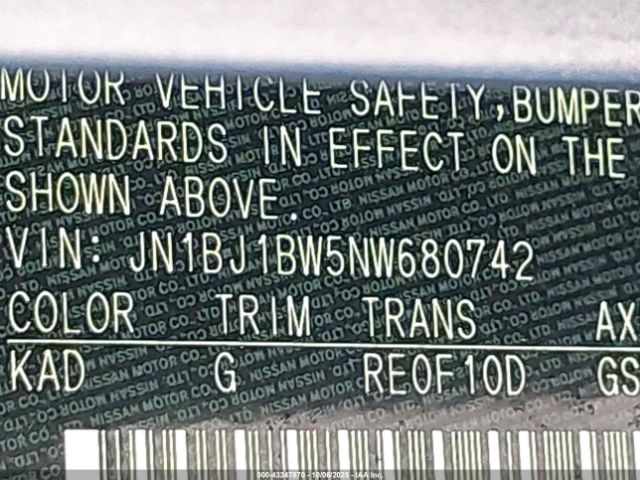 MOTOR VEHICLE SAFETY, BUMPER
STANDARDS IN EFFECT ON THE
SHOWN ABOVE.
VIN: JN1BJ1BW5NW680742
COLOR TRIM TRANS AX
KAD G RE0F10D GS
000-43347870 - 10/06/2025 - IAA Inc.